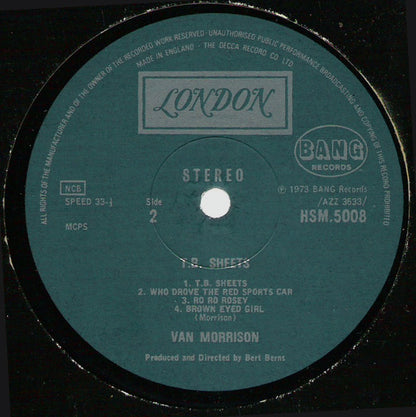 ALL RIGHTS OF THE MANUFACTURER AND OF THE OWNER OF THE RECORDED WORK RESERVED · UNAUTHORISED PUBLIC PERFORMANCE BROADCASTING AND COPYING OF THIS RECORD PROHIBITED
MADE IN ENGLAND · THE DECCA RECORD CO LTD
LONDON
BANG
RECORDS
STEREO
NCB
SPEED 33-⅓
MCPS
Side
2
℗ 1973 BANG Records
/AZZ 3633/
HSM.5008
T.B. SHEETS
1. T.B. SHEETS
2. WHO DROVE THE RED SPORTS CAR
3. RO RO ROSEY
4. BROWN EYED GIRL
(Morrison)
VAN MORRISON
Produced and Directed by Bert Berns